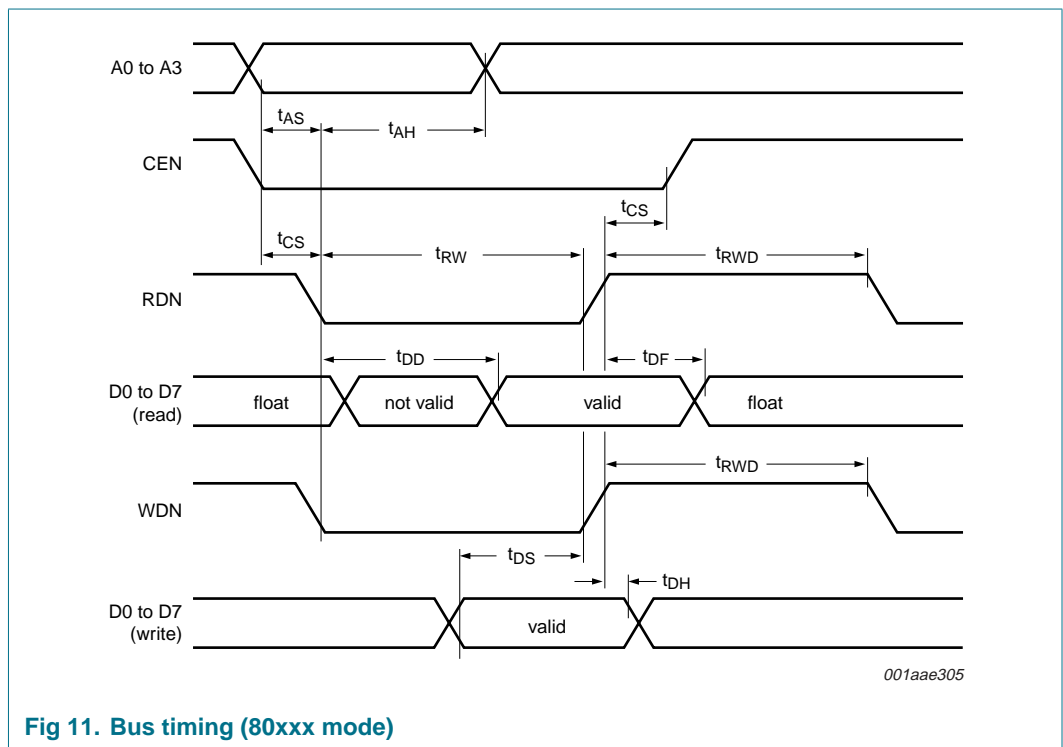 A0 to A3
tAS
tAH
CEN
tCS
tCS
tRW
tRWD
RDN
tDD
tDF
D0 to D7
(read)
float
not valid
valid
float
tRWD
WDN
tDS
tDH
D0 to D7
(write)
valid
001aae305
Fig 11. Bus timing (80xxx mode)